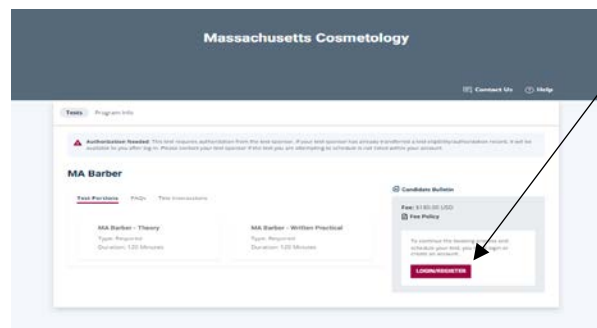 Massachusetts Cosmetology
Contact Us
Help
Tests Program Info
Authorization Needed: This test requires authorization from the test sponsor. If your test sponsor has already transferred a test eligibility/authorization record, it will be
available to you after log in. Please contact your test sponsor if the test you are attempting to schedule is not listed within your account.
MA Barber
Test Portions FAQs Test Instructions
MA Barber - Theory
Type: Required
Duration: 120 Minutes
MA Barber - Written Practical
Type: Required
Duration: 120 Minutes
Candidate Bulletin
Fee: USD
Fee Policy
To continue the booking process and
schedule your test, you login or
create an account.
LOGIN/REGISTER